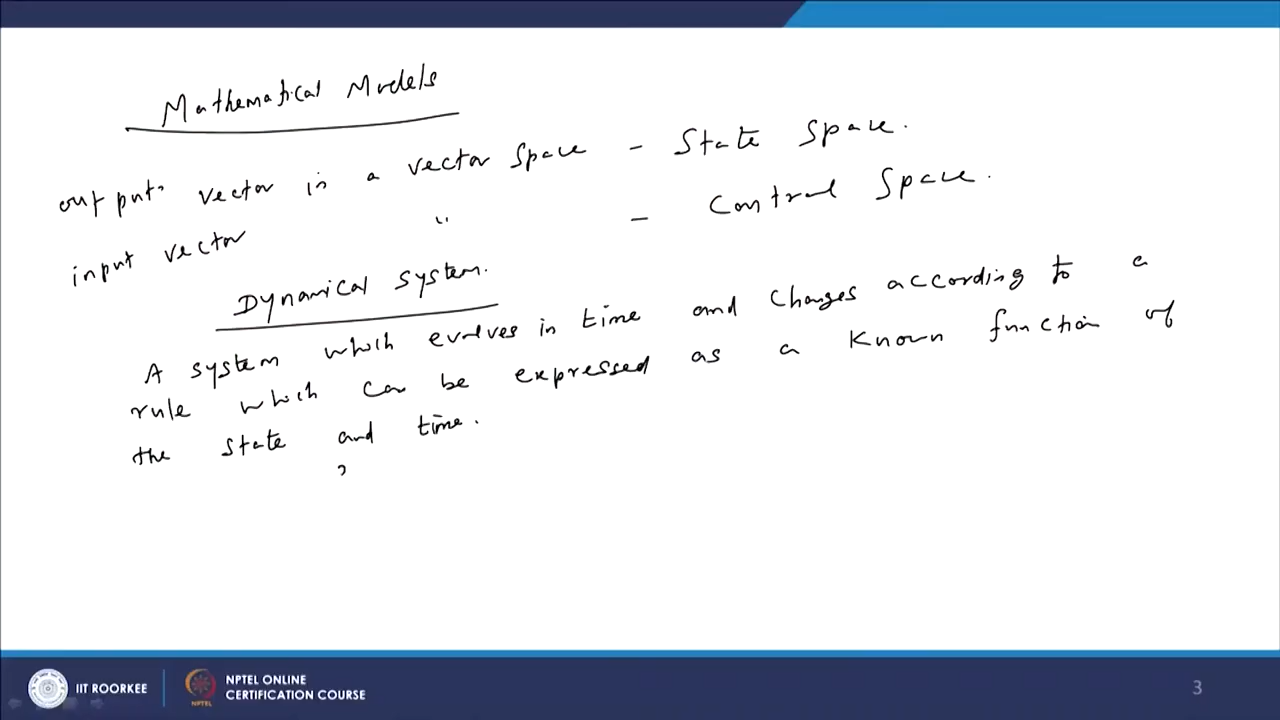 Mathematical Models
output vector is a vector space - State Space.
input vector " - Control Space.
Dynamical System.
A system which evolves in time and changes according to a
rule which can be expressed as a known function of
the state and time.
IIT ROORKEE
NPTEL ONLINE
CERTIFICATION COURSE
NPTEL
3